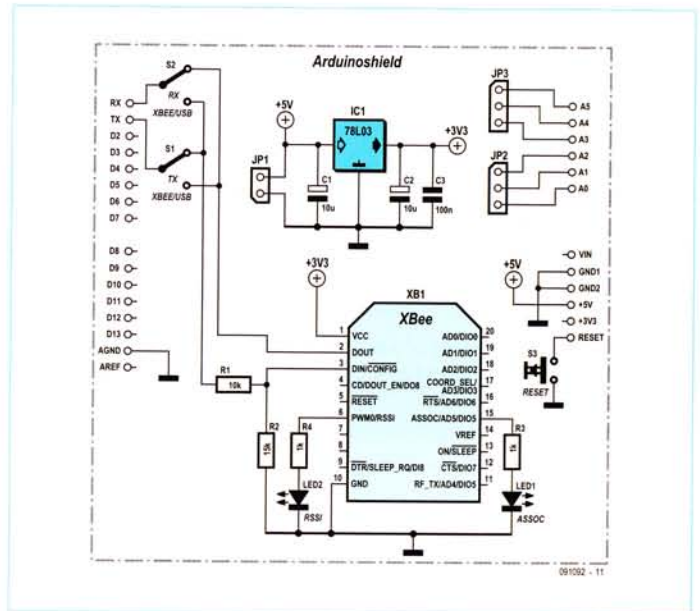 Arduinoshield
S2
RX
XBEE/USB
S1
TX
XBEE/USB
RX
TX
D2
D3
D4
D5
D6
D7
D8
D9
D10
D11
D12
D13
AGND
AREF
+5V
IC1
78L03
+3V3
JP1
C1
10u
C2
10u
C3
100n
JP3
JP2
A5
A4
A3
A2
A1
A0
VIN
GND1
GND2
+5V
+3V3
RESET
+5V
S3
RESET
+3V3
XB1
XBee
1 VCC
2 DOUT
3 DIN/CONFIG
4 CD/DOUT_EN/DO8
5 RESET
6 PWM0/RSSI
7
8
9 DTR/SLEEP_RQ/DI8
10 GND
AD0/DIO0 20
AD1/DIO1 19
AD2/DIO2 18
COORD_SEL/ 17
AD3/DIO3
RTS/AD6/DIO6 16
ASSOC/AD5/DIO5 15
VREF 14
ON/SLEEP 13
CTS/DIO7 12
RF_TX/AD4/DIO5 11
R1
10k
R2
15k
R4
1k
LED2
RSSI
R3
1k
LED1
ASSOC
091092 - 11